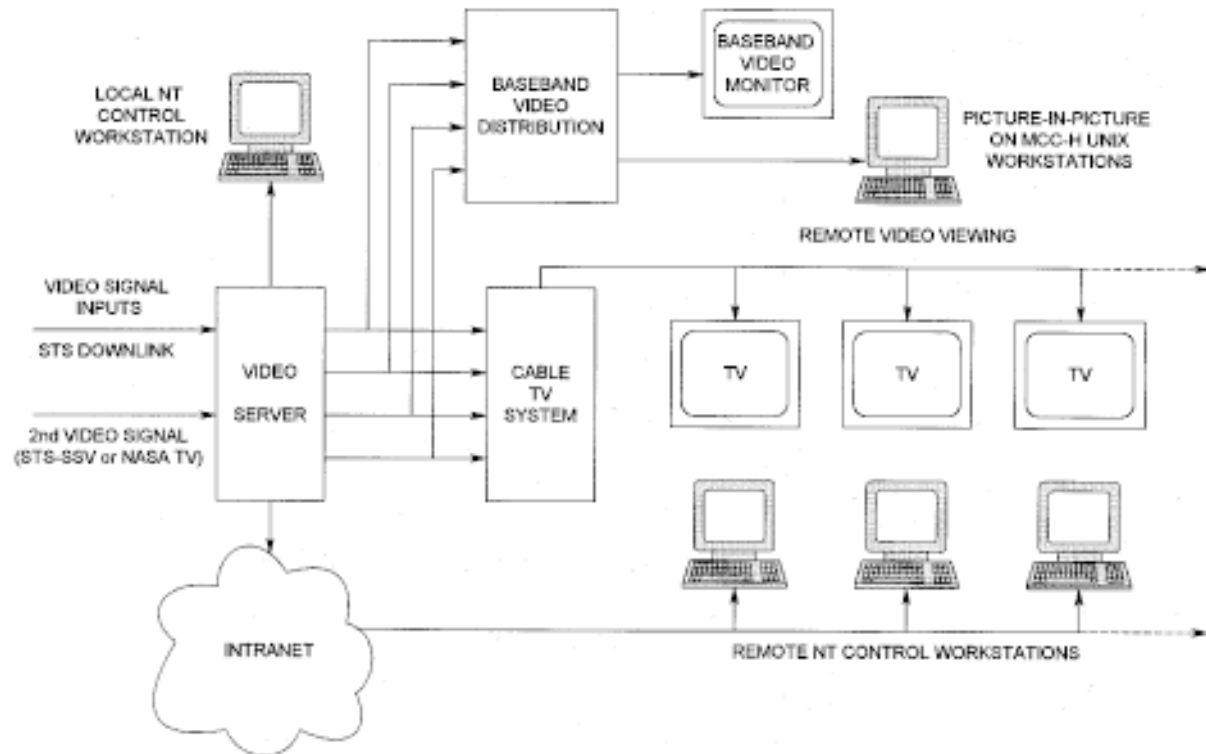 LOCAL NT
CONTROL
WORKSTATION
BASEBAND
VIDEO
DISTRIBUTION
BASEBAND
VIDEO
MONITOR
PICTURE-IN-PICTURE
ON MCC-H UNIX
WORKSTATIONS
REMOTE VIDEO VIEWING
VIDEO SIGNAL
INPUTS
STS DOWNLINK
2nd VIDEO SIGNAL
(STS-SSV or NASA TV)
VIDEO
SERVER
CABLE
TV
SYSTEM
TV
TV
TV
INTRANET
REMOTE NT CONTROL WORKSTATIONS